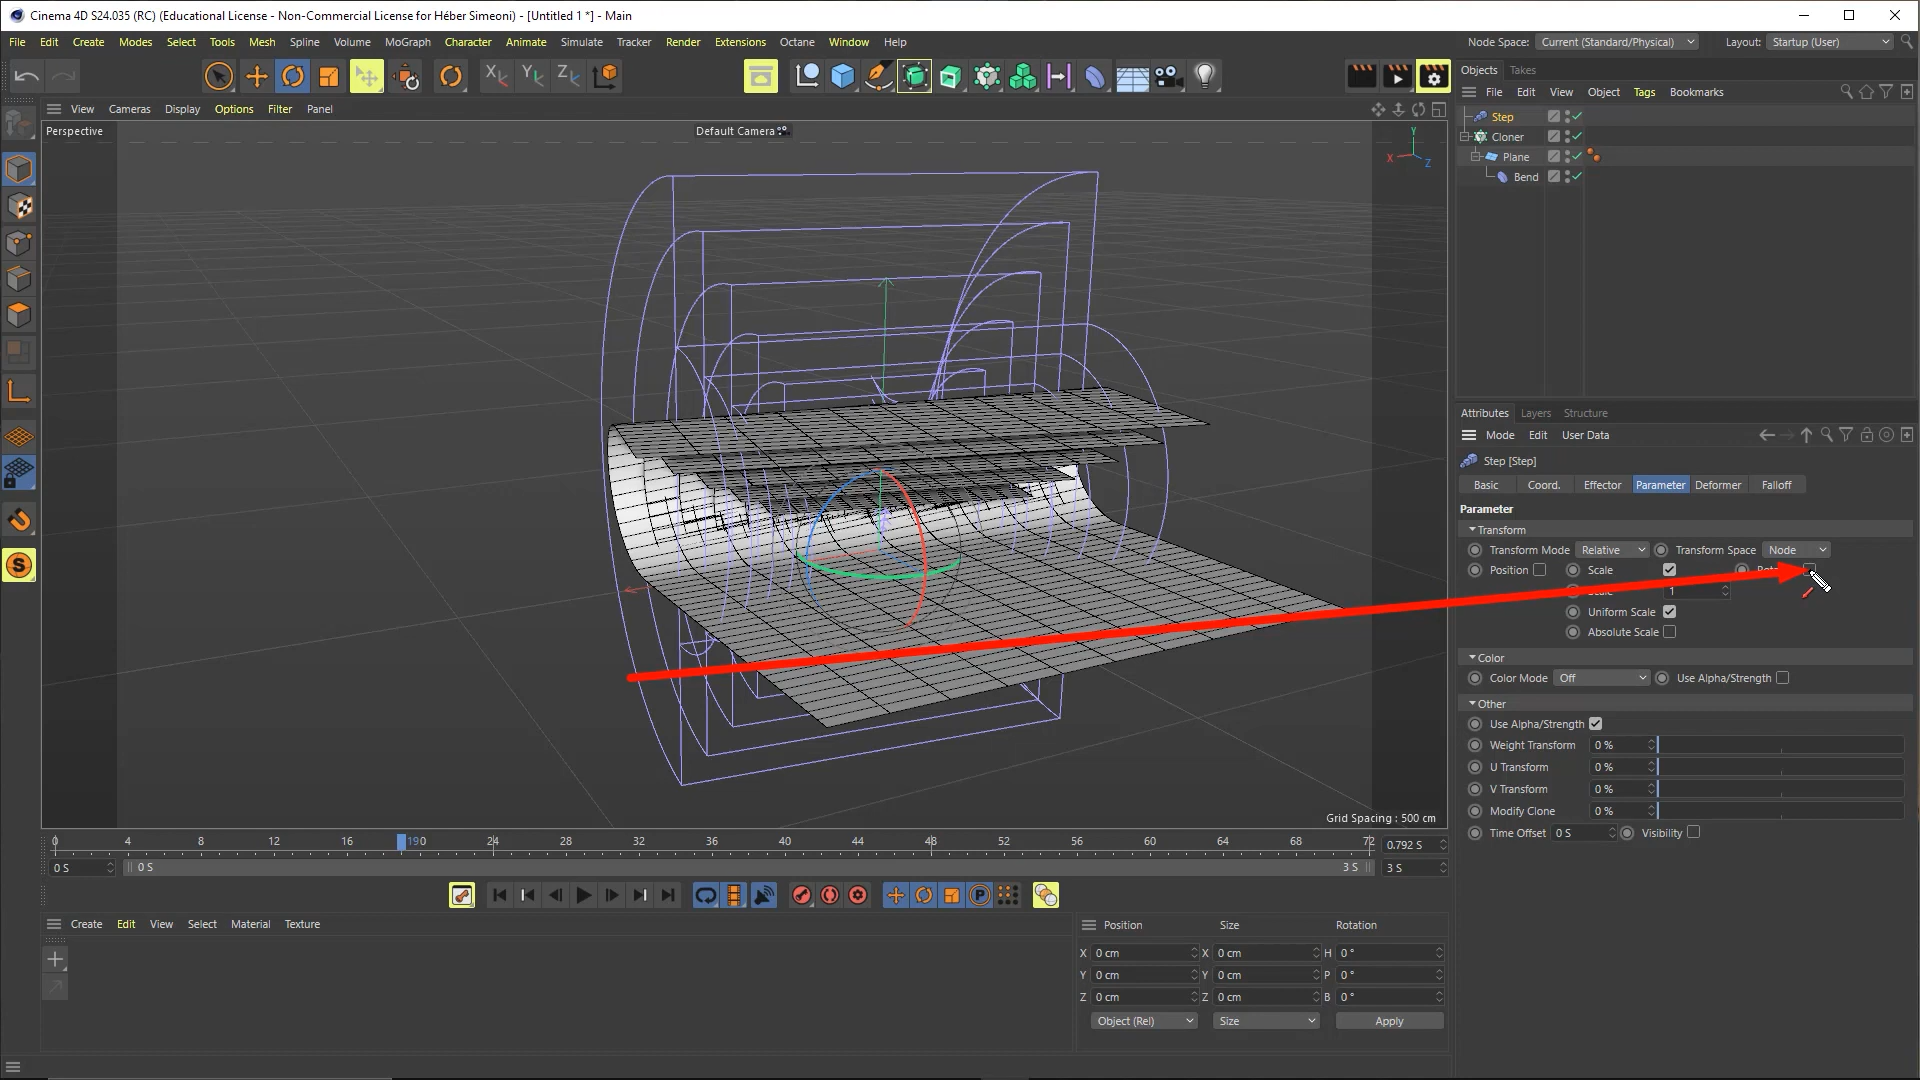 Cinema 4D S24.035 (RC) (Educational License - Non-Commercial License for Héber Simeoni) - [Untitled 1 *] - Main
File Edit Create Modes Select Tools Mesh Spline Volume MoGraph Character Animate Simulate Tracker Render Extensions Octane Window Help
Node Space: Current (Standard/Physical) Layout: Startup (User)
X Y Z
Objects Takes
File Edit View Object Tags Bookmarks
View Cameras Display Options Filter Panel
Perspective
Default Camera
Y
X
Z
Step
Cloner
Plane
Bend
Attributes Layers Structure
Mode Edit User Data
Step [Step]
Basic Coord. Effector Parameter Deformer Falloff
Parameter
Transform
Transform Mode Relative Transform Space Node
Position Scale
Scale 1
Uniform Scale
Absolute Scale
Color
Color Mode Off Use Alpha/Strength
Other
Use Alpha/Strength
Weight Transform 0 %
U Transform 0 %
V Transform 0 %
Modify Clone 0 %
Time Offset 0 S Visibility
Grid Spacing : 500 cm
0 4 8 12 16 190 24 28 32 36 40 44 48 52 56 60 64 68 72 0.792 S
0 S 0 S 3 S 3 S
P
S
Create Edit View Select Material Texture
Position Size Rotation
X 0 cm X 0 cm H 0 °
Y 0 cm Y 0 cm P 0 °
Z 0 cm Z 0 cm B 0 °
Object (Rel) Size Apply